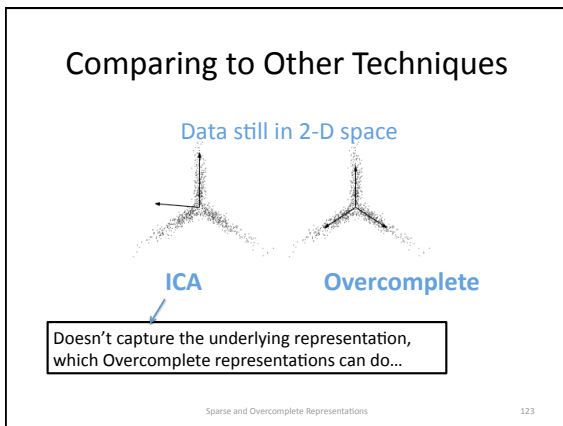 Comparing to Other Techniques
Data still in 2-D space
ICA
Overcomplete
Doesn't capture the underlying representation,
which Overcomplete representations can do…
Sparse and Overcomplete Representations
123